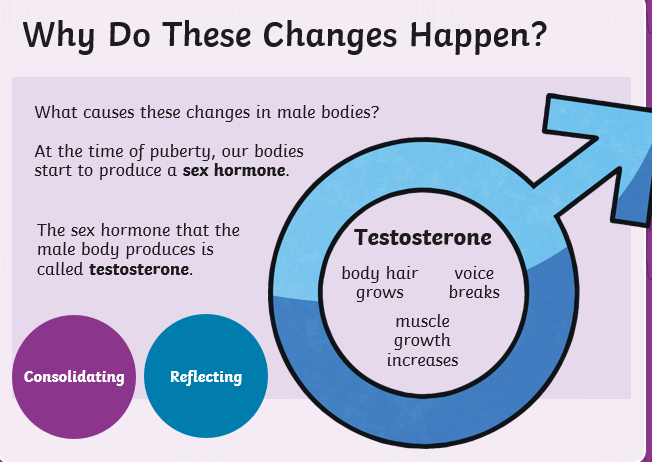 Why Do These Changes Happen?
What causes these changes in male bodies?
At the time of puberty, our bodies
start to produce a sex hormone.
The sex hormone that the
male body produces is
called testosterone.
Testosterone
body hair
grows
voice
breaks
muscle
growth
increases
Consolidating
Reflecting